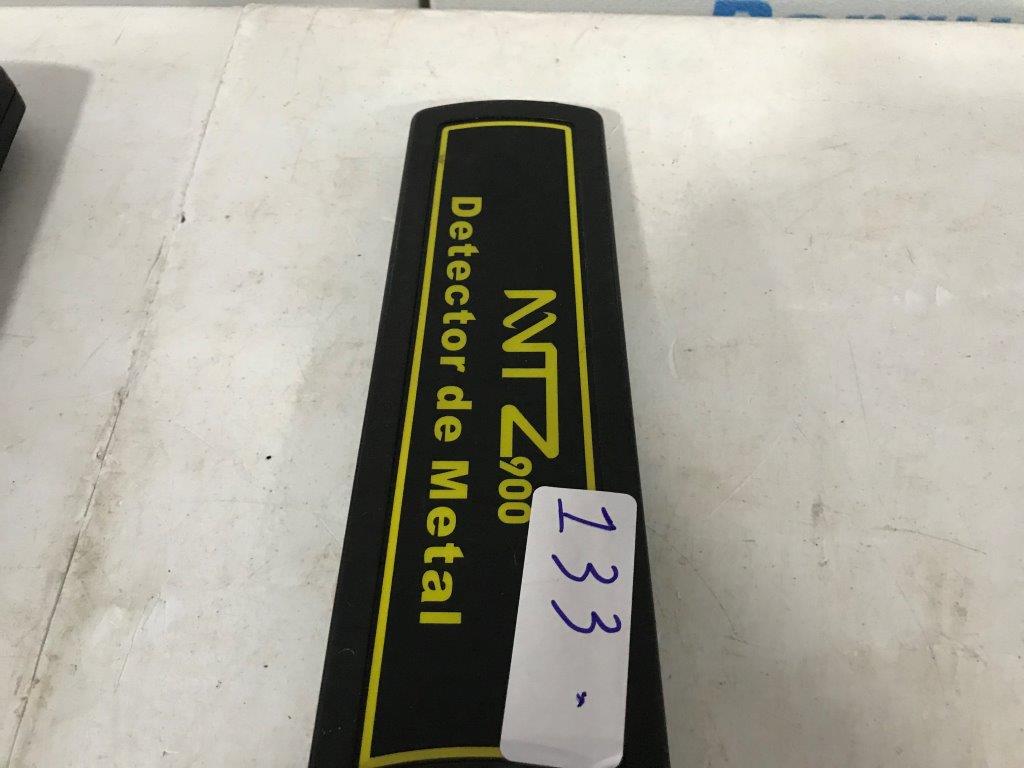 MTZ900
Detector de Metal
133.